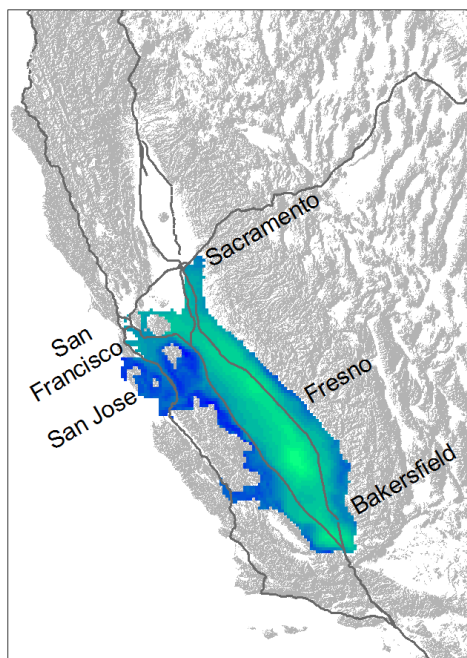 Sacramento
San
Francisco
San Jose
Fresno
Bakersfield